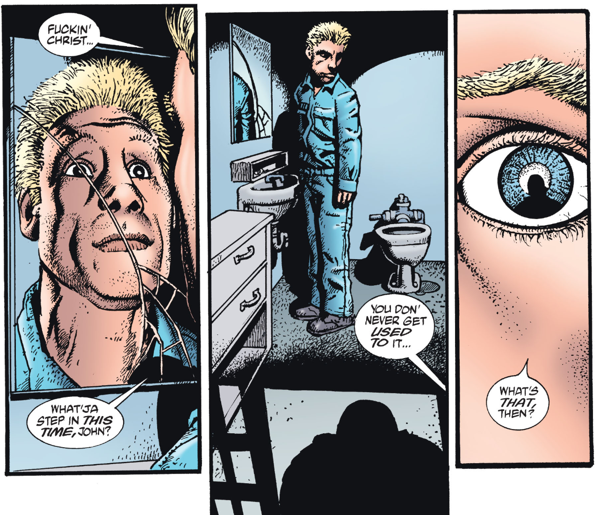 FUCKIN'
CHRIST...
WHAT'JA
STEP IN THIS
TIME, JOHN?
YOU DON'
NEVER GET
USED
TO IT...
WHAT'S
THAT,
THEN?